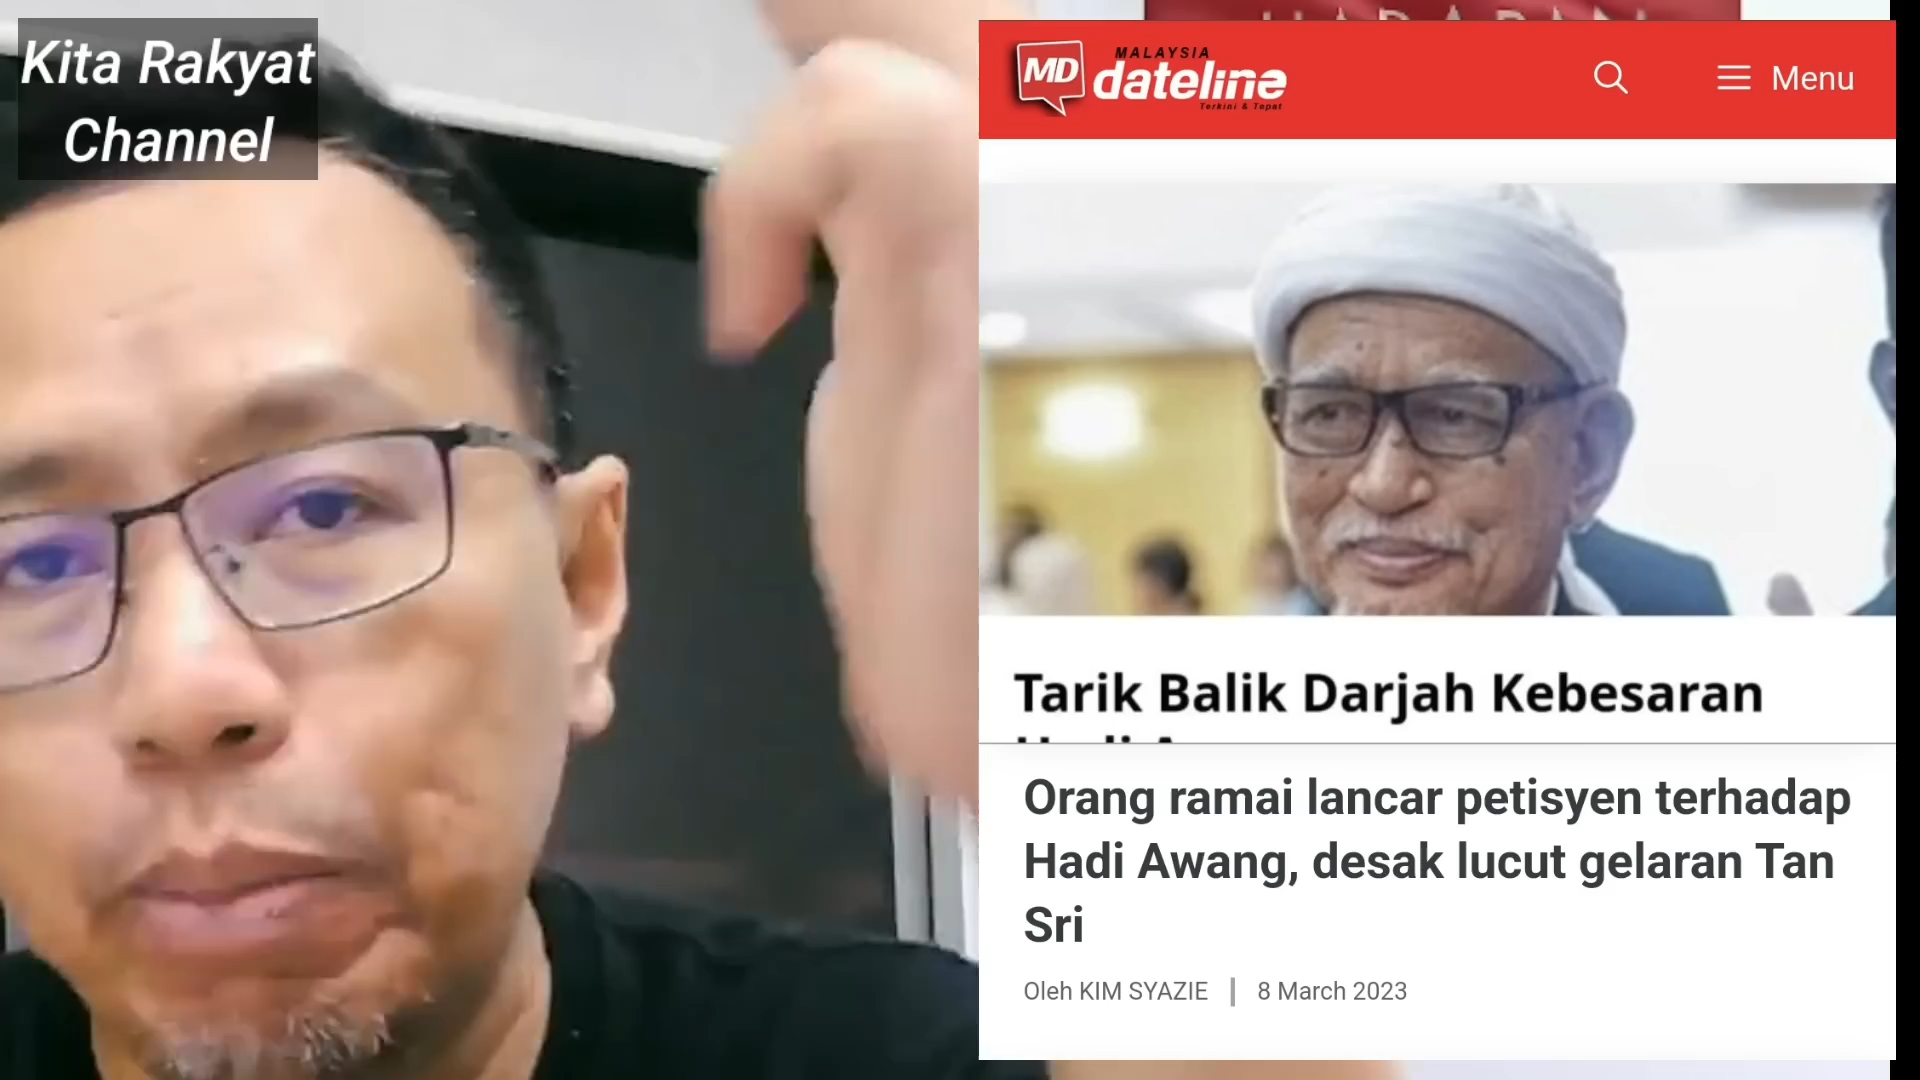 Kita Rakyat
Channel
HARAPAN
MD
MALAYSIA
dateline
Terkini & Tepat
Menu
Tarik Balik Darjah Kebesaran
Orang ramai lancar petisyen terhadap
Hadi Awang, desak lucut gelaran Tan
Sri
Oleh KIM SYAZIE | 8 March 2023